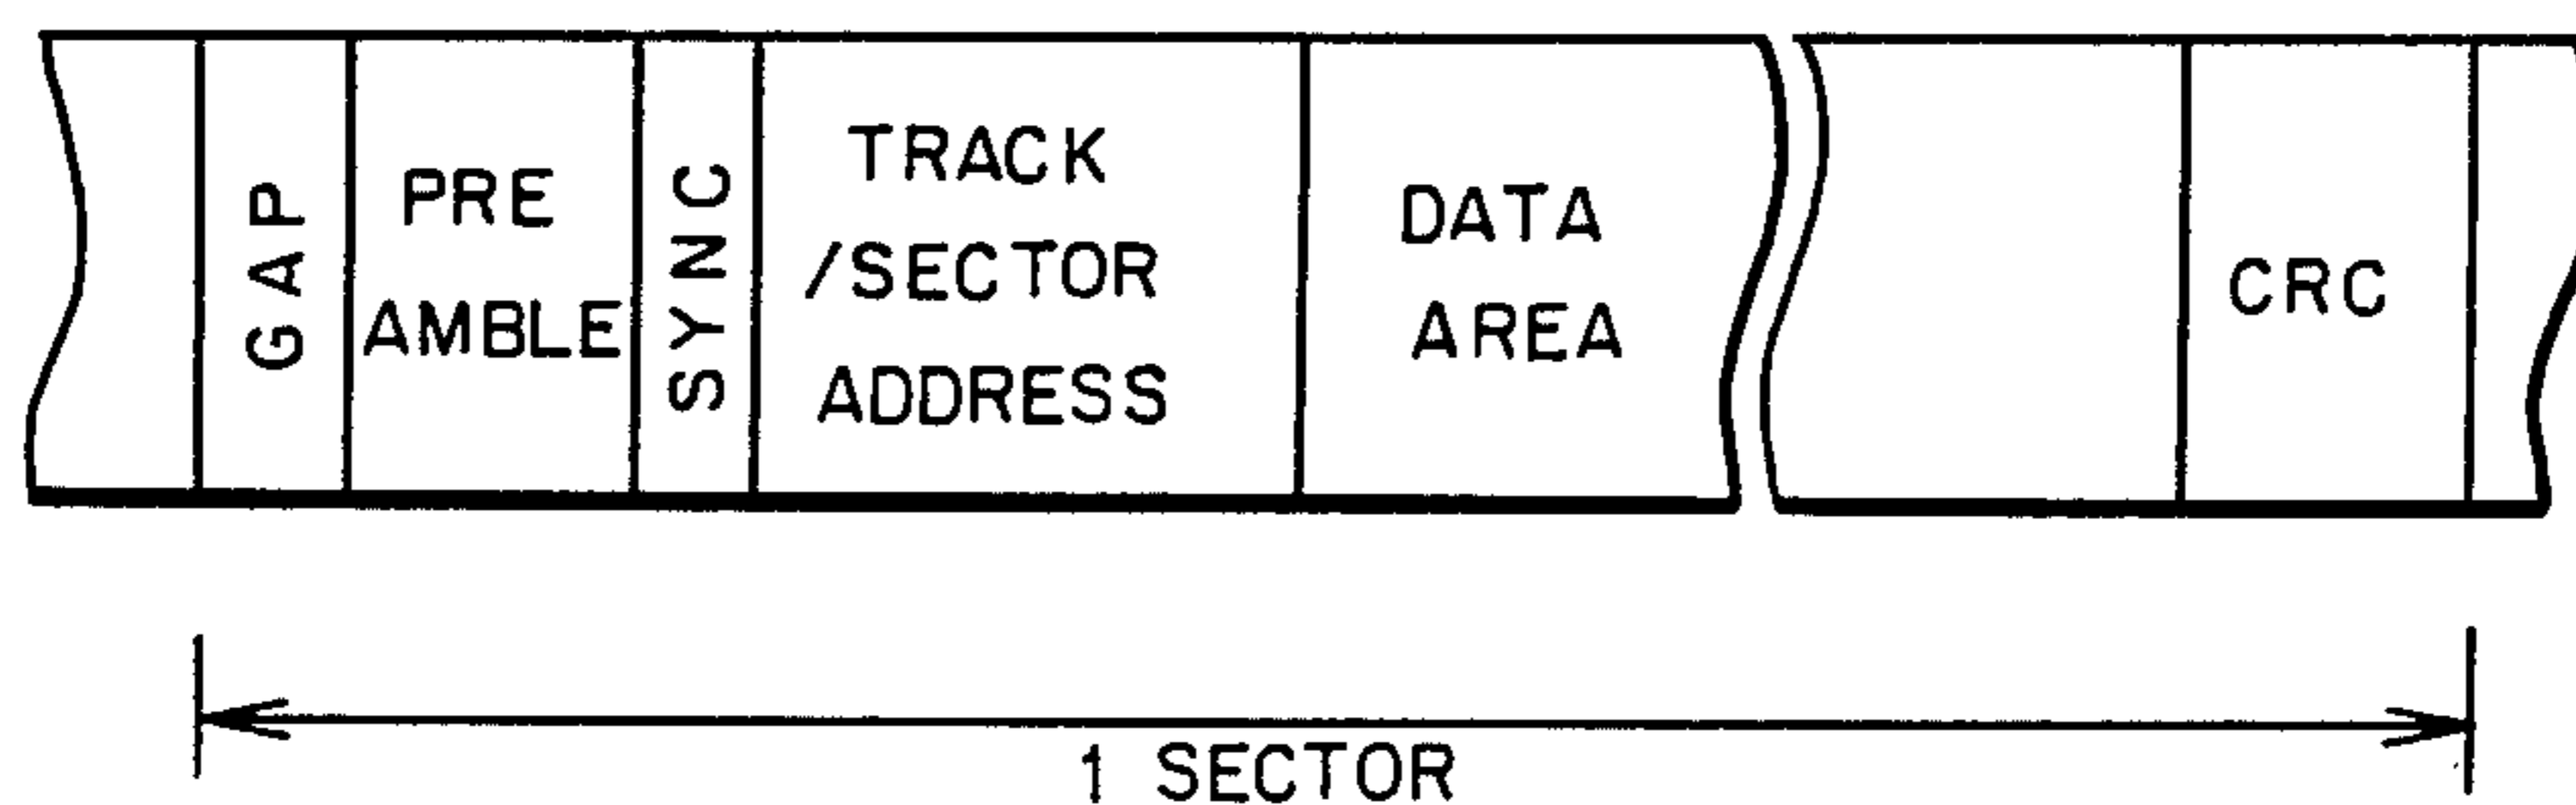 GAP
PRE
AMBLE
SYNC
TRACK
/SECTOR
ADDRESS
DATA
AREA
CRC
1 SECTOR